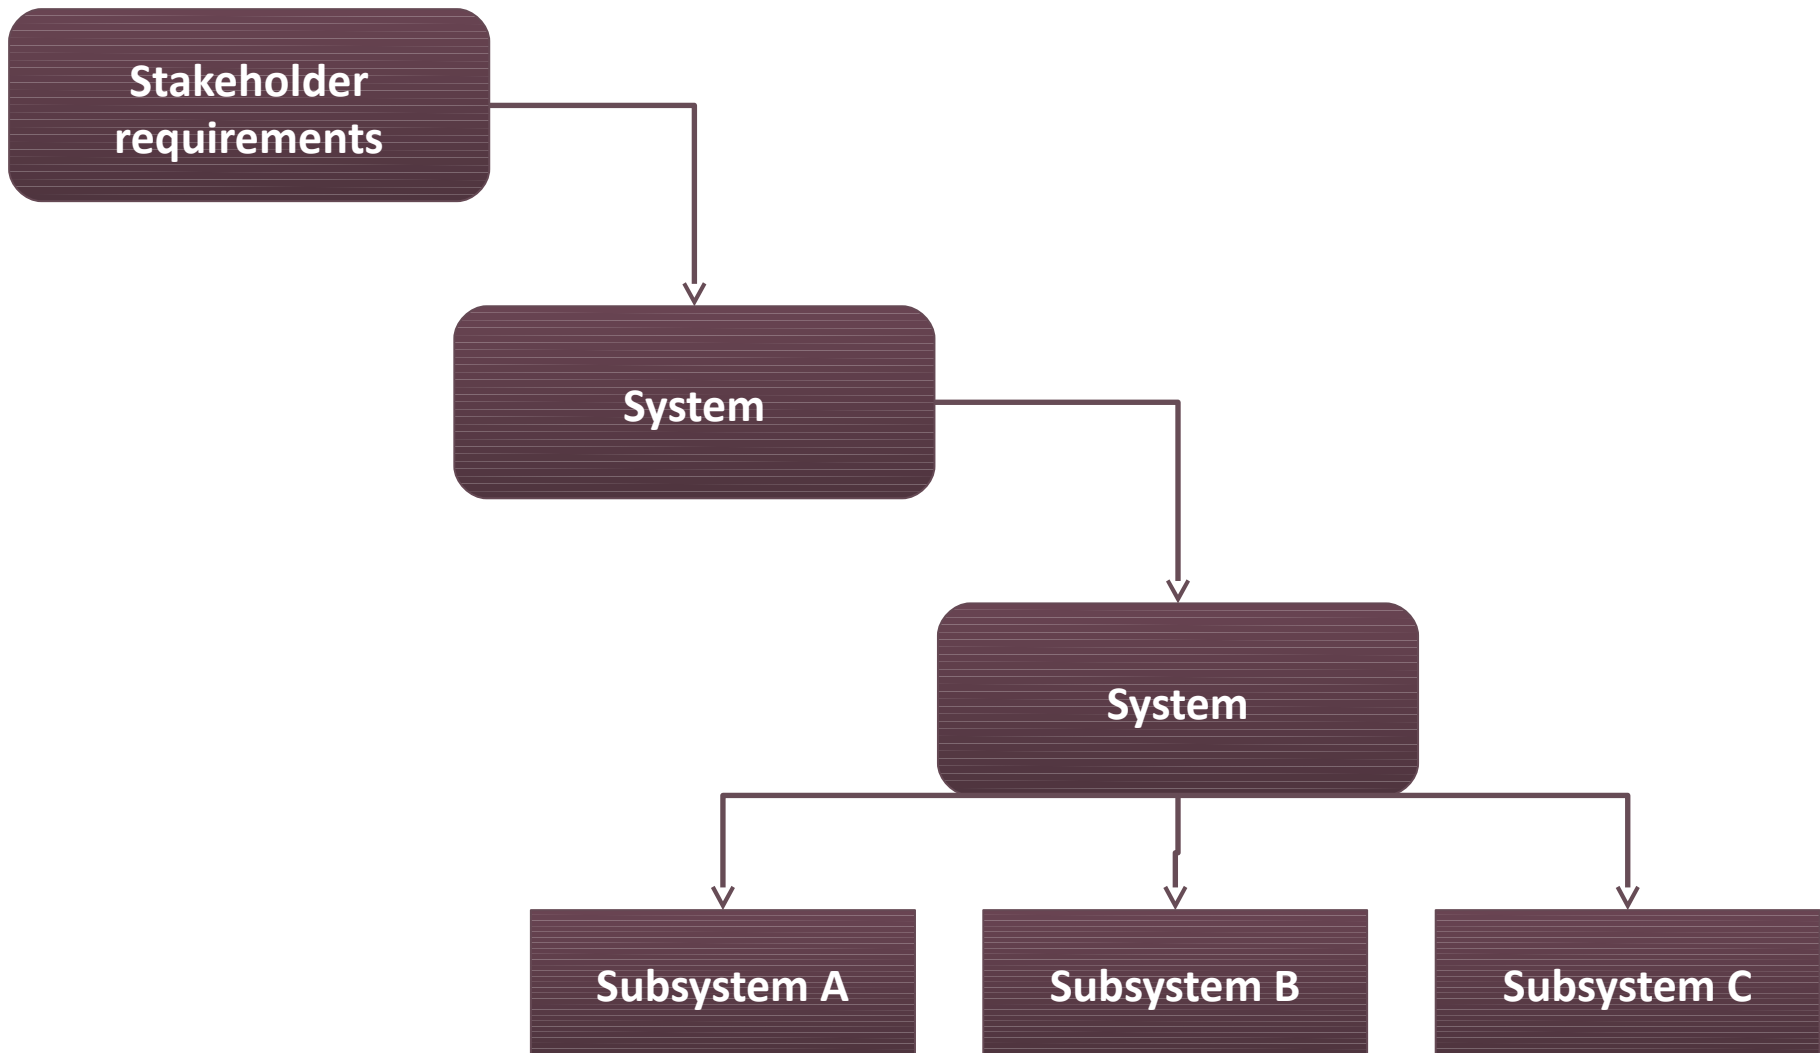 Stakeholder
requirements
System
System
Subsystem A
Subsystem B
Subsystem C